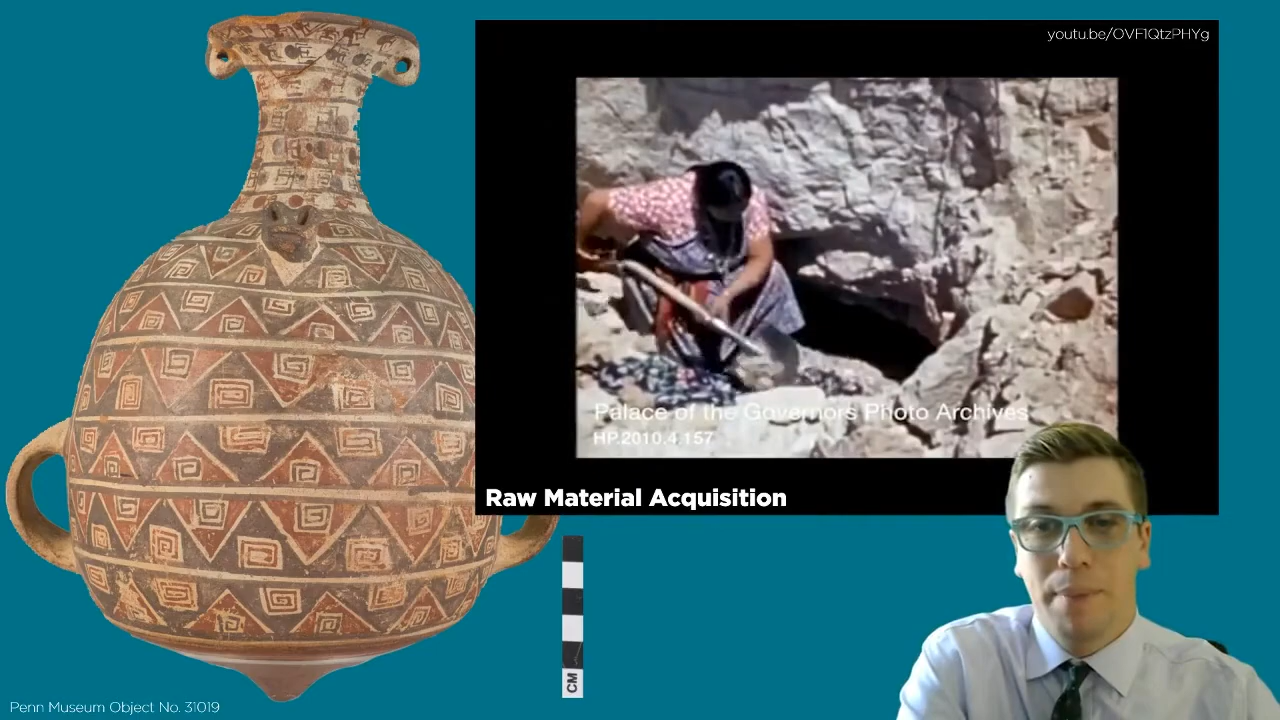 youtu.be/OVF1QtzPHYg
Palace of the Governors Photo Archives
HP.2010.4.157
Raw Material Acquisition
CM
Penn Museum Object No. 31019